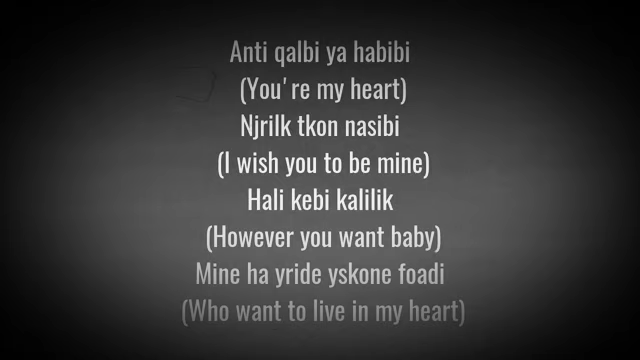 Anti qalbi ya habibi
(You're my heart)
Njrilk tkon nasibi
(I wish you to be mine)
Hali kebi kalilik
(However you want baby)
Mine ha yride yskone foadi
(Who want to live in my heart)